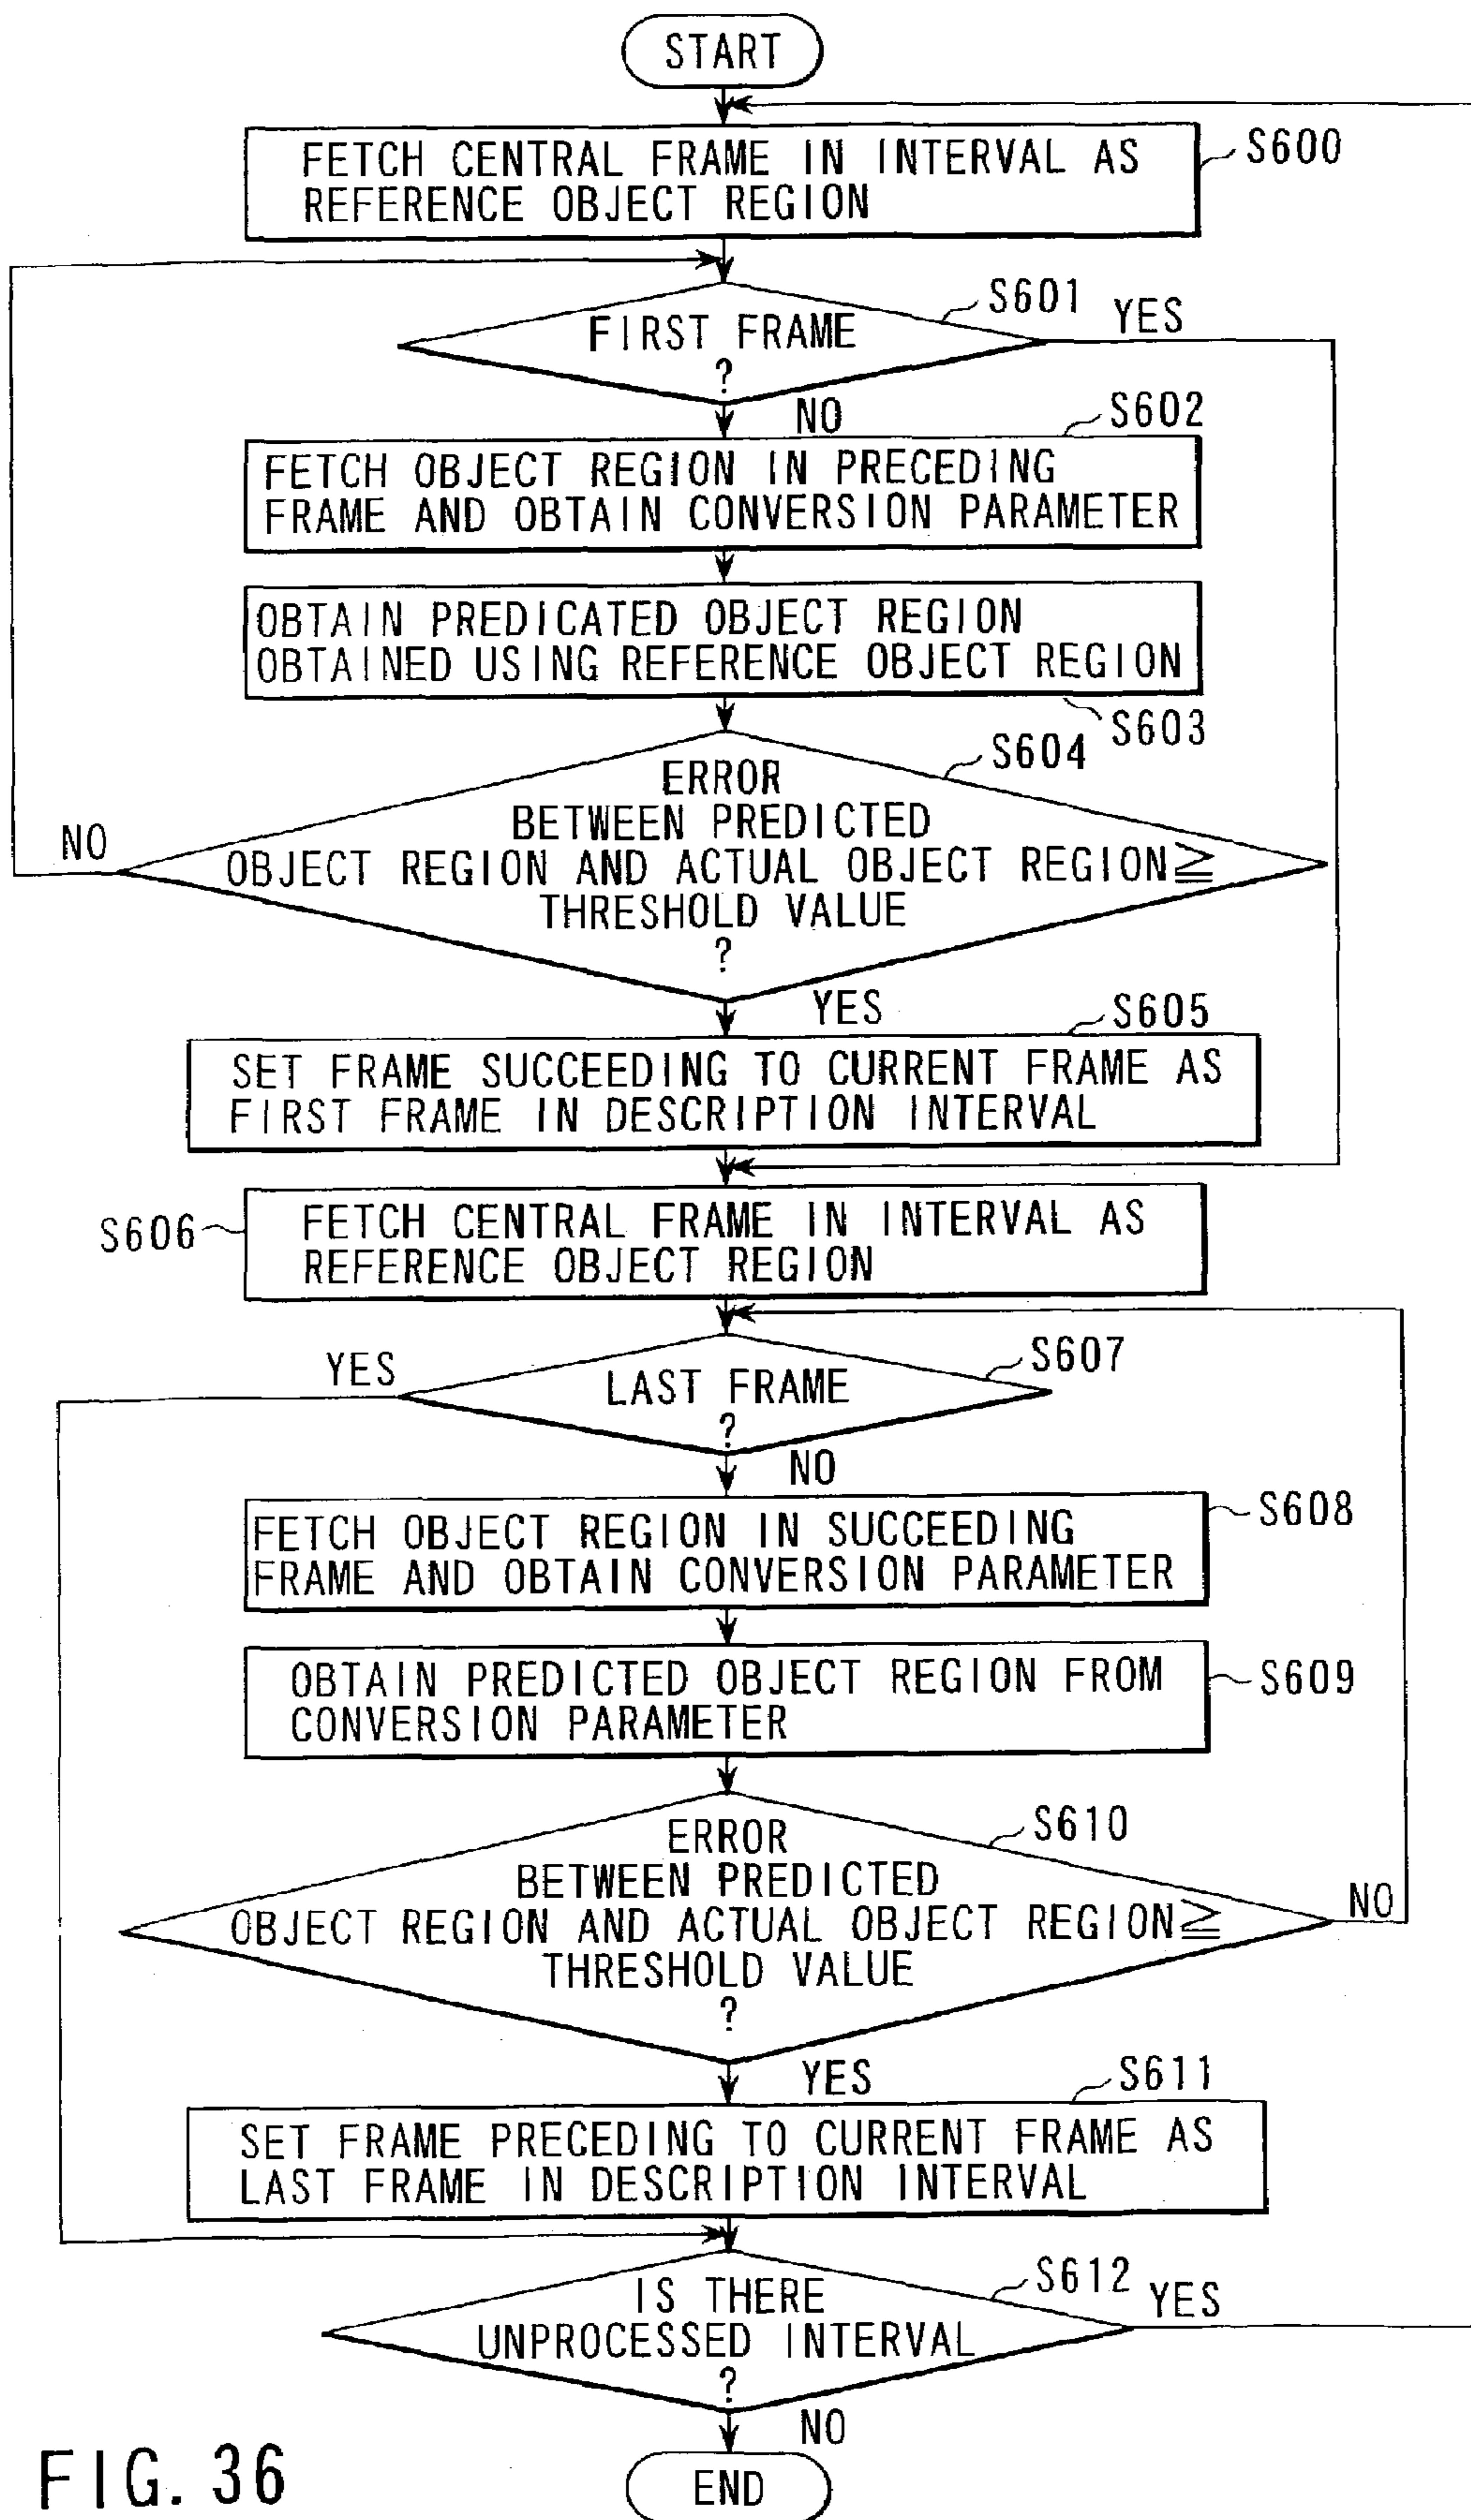 START
FETCH CENTRAL FRAME IN INTERVAL AS
REFERENCE OBJECT REGION
S600
FIRST FRAME
?
S601
YES
NO
S602
FETCH OBJECT REGION IN PRECEDING
FRAME AND OBTAIN CONVERSION PARAMETER
OBTAIN PREDICATED OBJECT REGION
OBTAINED USING REFERENCE OBJECT REGION
S603
S604
ERROR
BETWEEN PREDICTED
OBJECT REGION AND ACTUAL OBJECT REGION≧
THRESHOLD VALUE
?
NO
YES
S605
SET FRAME SUCCEEDING TO CURRENT FRAME AS
FIRST FRAME IN DESCRIPTION INTERVAL
S606
FETCH CENTRAL FRAME IN INTERVAL AS
REFERENCE OBJECT REGION
YES
S607
LAST FRAME
?
NO
S608
FETCH OBJECT REGION IN SUCCEEDING
FRAME AND OBTAIN CONVERSION PARAMETER
OBTAIN PREDICTED OBJECT REGION FROM
CONVERSION PARAMETER
S609
S610
ERROR
BETWEEN PREDICTED
OBJECT REGION AND ACTUAL OBJECT REGION≧
THRESHOLD VALUE
?
NO
YES
S611
SET FRAME PRECEDING TO CURRENT FRAME AS
LAST FRAME IN DESCRIPTION INTERVAL
S612
IS THERE
UNPROCESSED INTERVAL
?
YES
NO
END
FIG. 36